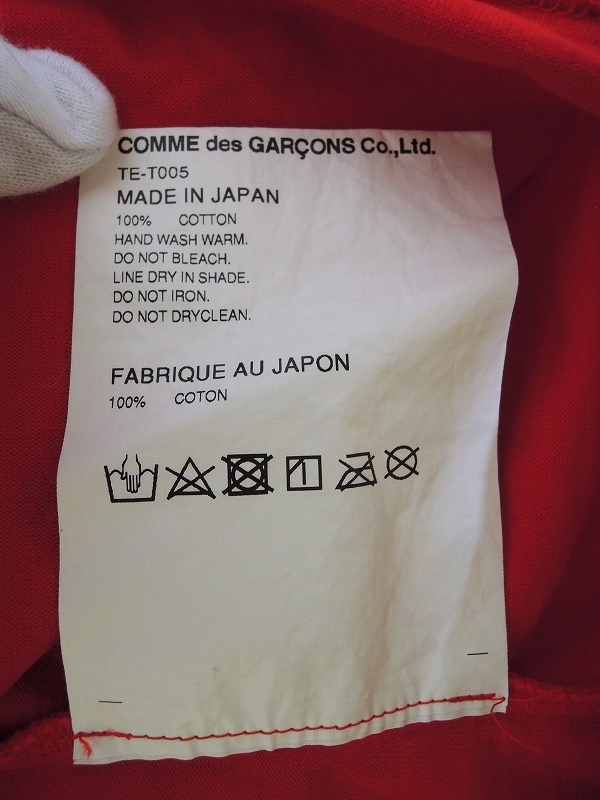 COMME des GARÇONS Co.,Ltd.
TE-T005
MADE IN JAPAN
100% COTTON
HAND WASH WARM.
DO NOT BLEACH.
LINE DRY IN SHADE.
DO NOT IRON.
DO NOT DRYCLEAN.
FABRIQUE AU JAPON
100% COTON